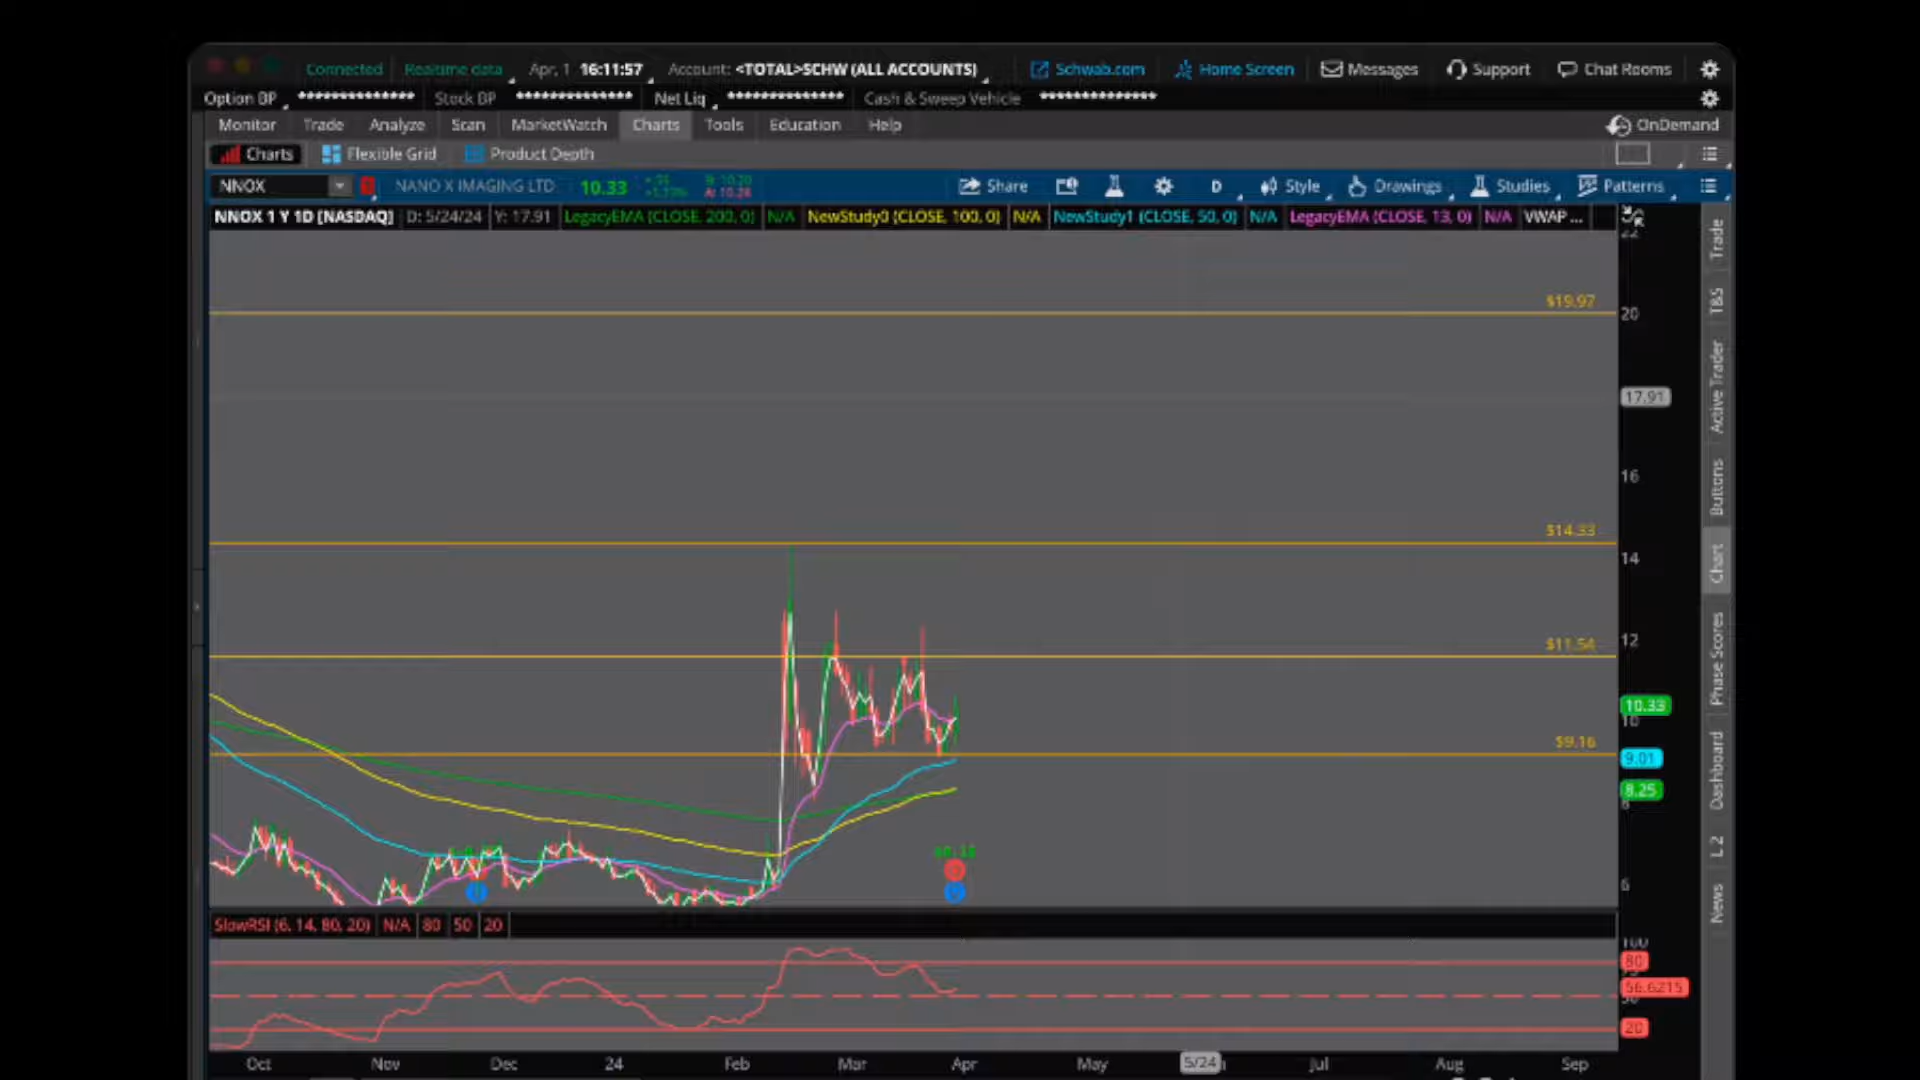 Connected Realtime data Apr, 1 16:11:57 Account: <TOTAL>SCHW (ALL ACCOUNTS) Schwab.com Home Screen Messages Support Chat Rooms
Option BP ************** Stock BP ************** Net Liq ************** Cash & Sweep Vehicle **************
Monitor Trade Analyze Scan MarketWatch Charts Tools Education Help OnDemand
Charts Flexible Grid Product Depth
NNOX NANO X IMAGING LTD 10.33 Share D Style Drawings Studies Patterns
NNOX 1 Y 1D [NASDAQ] D: 5/24/24 Y: 17.91 LegacyEMA (CLOSE, 200, 0) N/A NewStudy0 (CLOSE, 100, 0) N/A NewStudy1 (CLOSE, 50, 0) N/A LegacyEMA (CLOSE, 13, 0) N/A VWAP ...
22
$19.97
20
17.91
16
$14.33
14
12
$11.54
10.33
10
$9.16
9.01
8.25
8
6
SlowRSI (6, 14, 80, 20) N/A 80 50 20
100
80
56.6215
50
20
Oct Nov Dec 24 Feb Mar Apr May 5/24 Jul Aug Sep
Trade
T&S
Active Trader
Buttons
Chart
Phase Scores
Dashboard
L 2
News